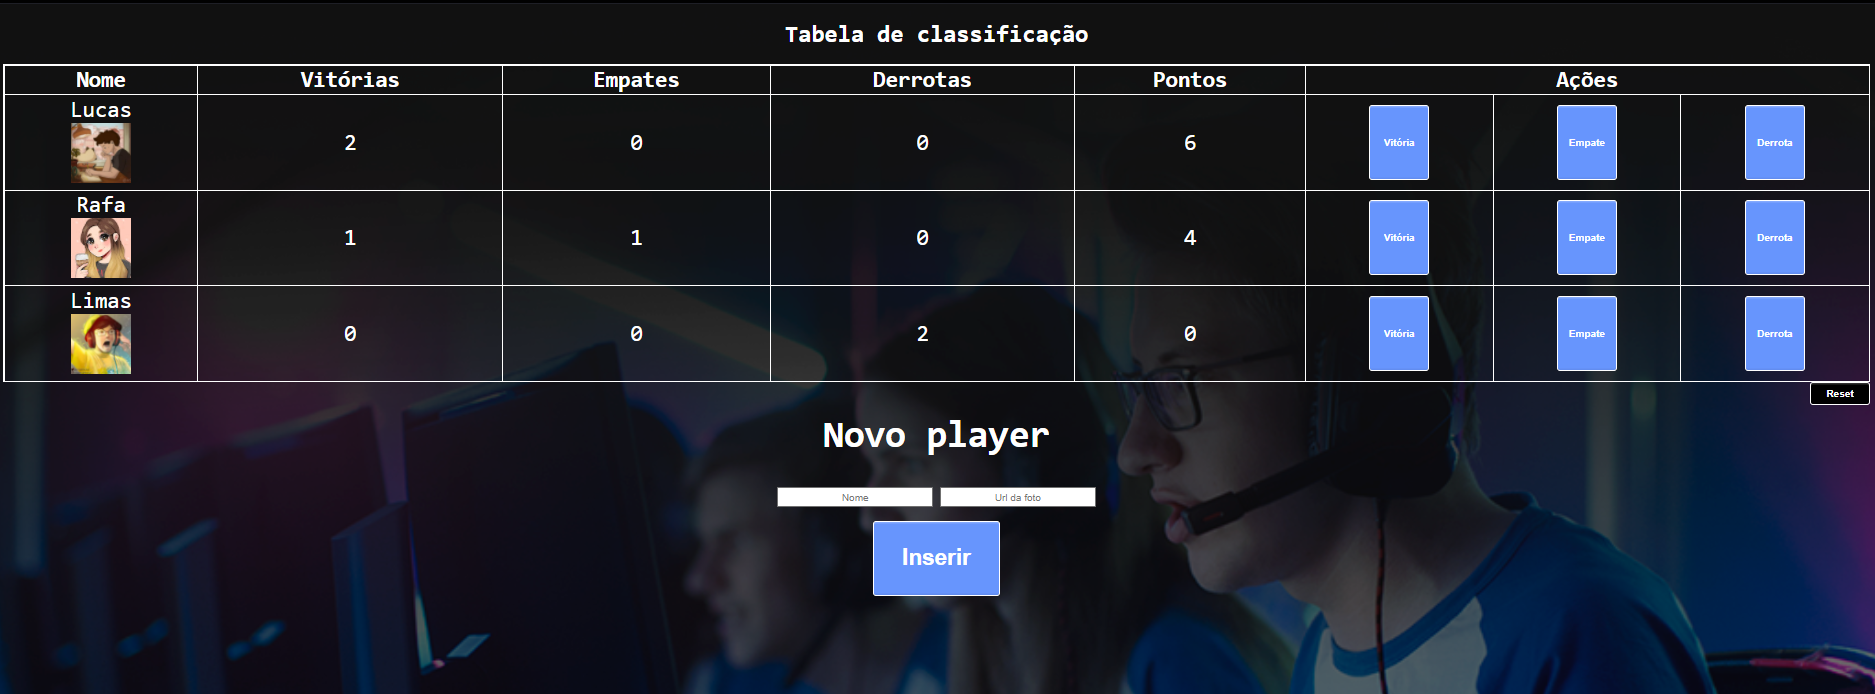 Tabela de classificação
Nome Vitórias Empates Derrotas Pontos Ações
Lucas
2 0 0 6 Vitória Empate Derrota
Rafa
1 1 0 4 Vitória Empate Derrota
Limas
0 0 2 0 Vitória Empate Derrota
Reset
Novo player
Nome Url da foto
Inserir